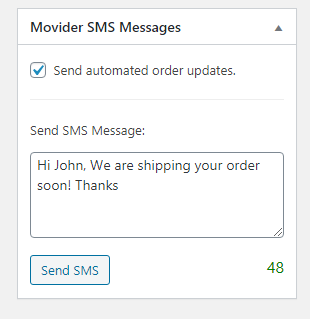 Movider SMS Messages
Send automated order updates.
Send SMS Message:
Hi John, We are shipping your order
soon! Thanks
Send SMS
48